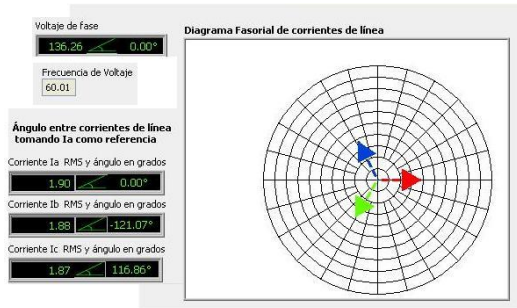 Voltaje de fase
136.26 0.00°
Frecuencia de Voltaje
60.01
Ángulo entre corrientes de línea
tomando Ia como referencia
Corriente Ia RMS y ángulo en grados
1.90 0.00°
Corriente Ib RMS y ángulo en grados
1.88 -121.07°
Corriente Ic RMS y ángulo en grados
1.87 116.86°
Diagrama Fasorial de corrientes de línea